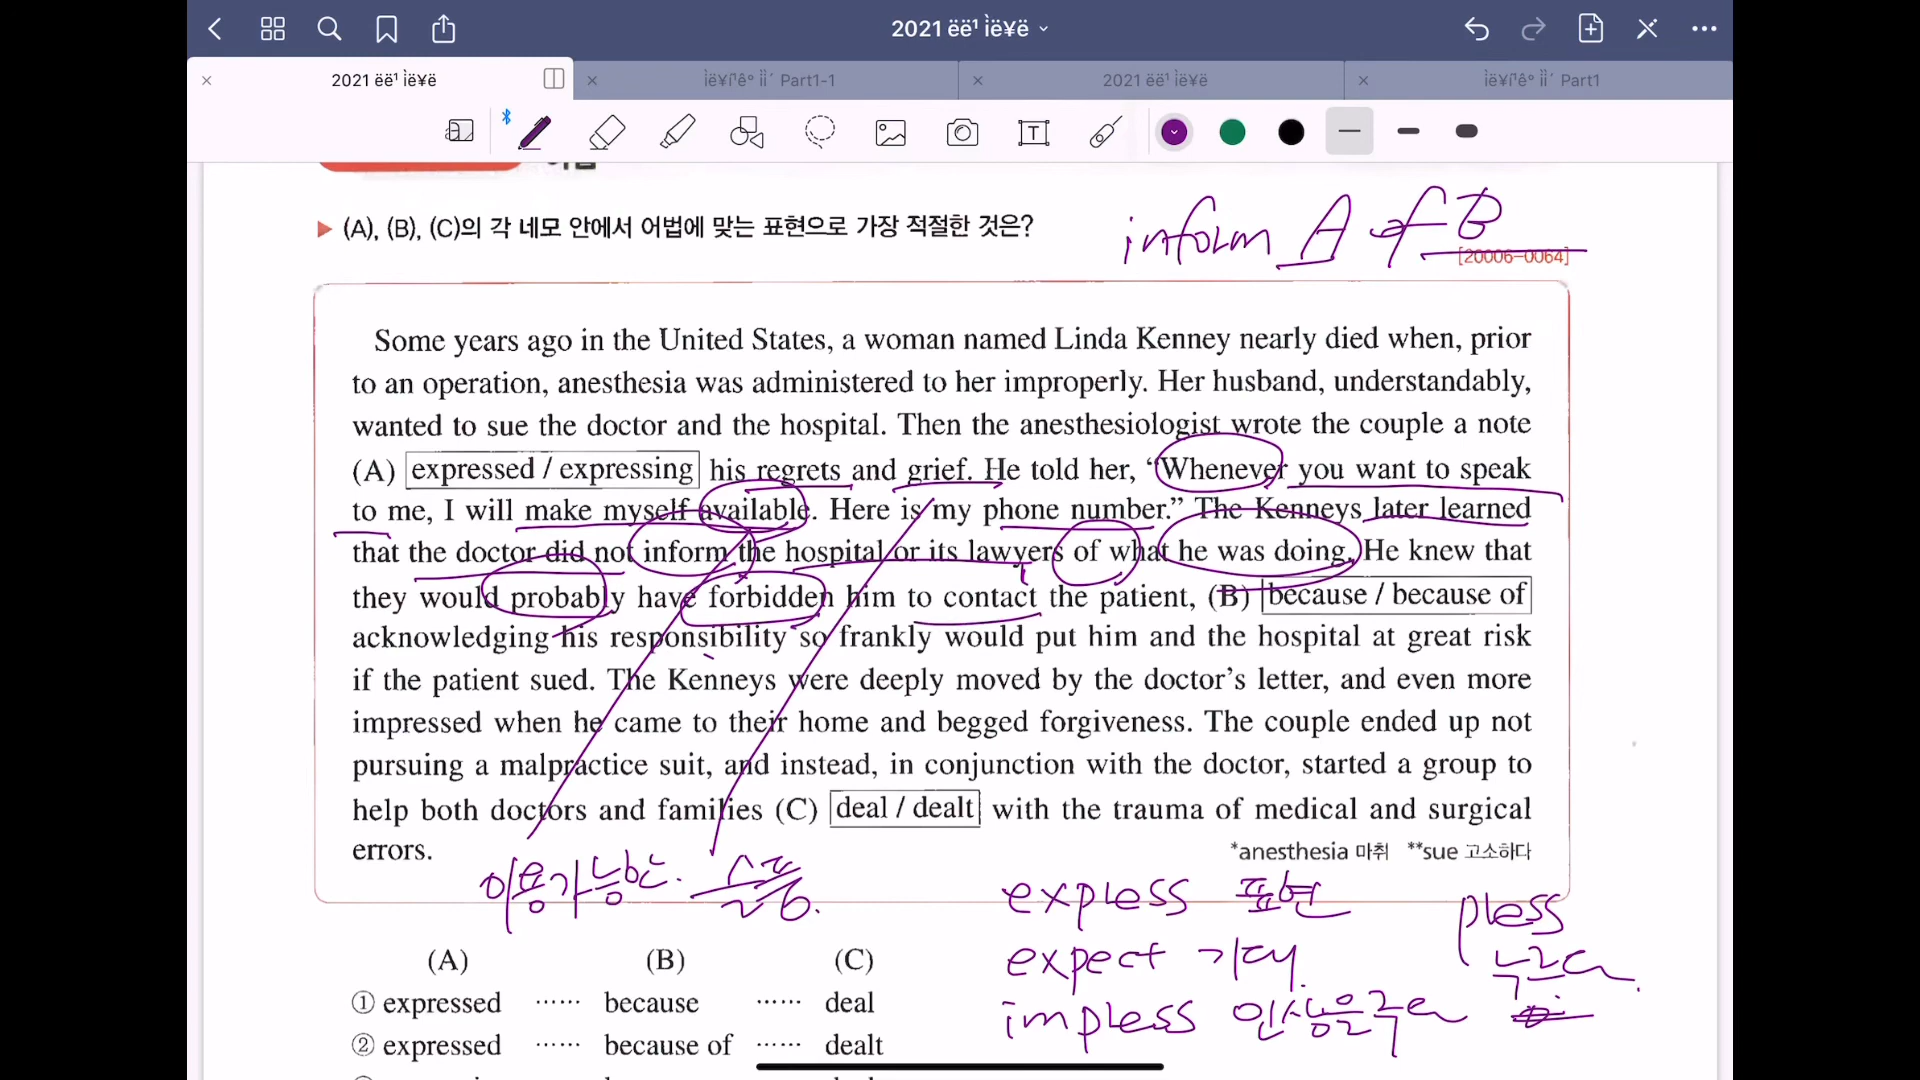 2021 ëë¹ Ìë¥ë
2021 ëë¹ Ìë¥ë
Ìë¥Í¹ê° ÌÌ´ Part1-1
2021 ëë¹ Ìë¥ë
Ìë¥Í¹ê° ÌÌ´ Part1
(A), (B), (C)의 각 네모 안에서 어법에 맞는 표현으로 가장 적절한 것은?
inform A of B
[20006-0064]
Some years ago in the United States, a woman named Linda Kenney nearly died when, prior
to an operation, anesthesia was administered to her improperly. Her husband, understandably,
wanted to sue the doctor and the hospital. Then the anesthesiologist wrote the couple a note
(A) expressed / expressing his regrets and grief. He told her, “Whenever you want to speak
to me, I will make myself available. Here is my phone number.” The Kenneys later learned
that the doctor did not inform the hospital or its lawyers of what he was doing. He knew that
they would probably have forbidden him to contact the patient, (B) because / because of
acknowledging his responsibility so frankly would put him and the hospital at great risk
if the patient sued. The Kenneys were deeply moved by the doctor’s letter, and even more
impressed when he came to their home and begged forgiveness. The couple ended up not
pursuing a malpractice suit, and instead, in conjunction with the doctor, started a group to
help both doctors and families (C) deal / dealt with the trauma of medical and surgical
errors.
*anesthesia 마취 **sue 고소하다
이용가능한. 슬픔.
expless 표현
pless
expect 기대.
누르다.
impless 인상을주다
(A) (B) (C)
① expressed ...... because ...... deal
② expressed ...... because of ...... dealt